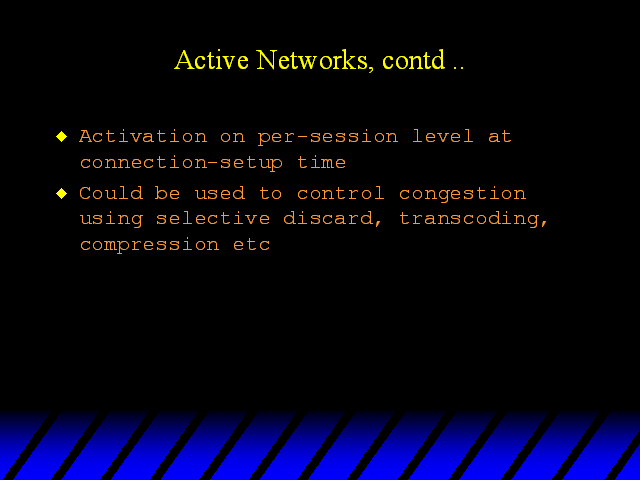 Active Networks, contd ..
Activation on per-session level at
connection-setup time
Could be used to control congestion
using selective discard, transcoding,
compression etc